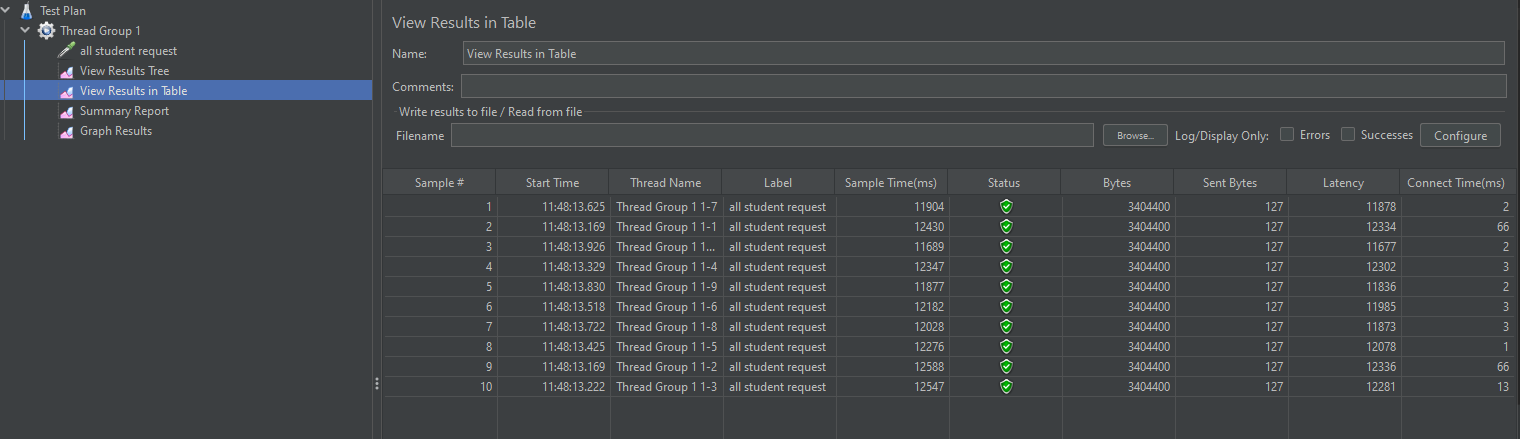 Test Plan
Thread Group 1
all student request
View Results Tree
View Results in Table
Summary Report
Graph Results
View Results in Table
Name: View Results in Table
Comments:
Write results to file / Read from file
Filename Browse... Log/Display Only: Errors Successes Configure
Sample # Start Time Thread Name Label Sample Time(ms) Status Bytes Sent Bytes Latency Connect Time(ms)
1 11:48:13.625 Thread Group 1 1-7 all student request 11904 3404400 127 11878 2
2 11:48:13.169 Thread Group 1 1-1 all student request 12430 3404400 127 12334 66
3 11:48:13.926 Thread Group 1 1... all student request 11689 3404400 127 11677 2
4 11:48:13.329 Thread Group 1 1-4 all student request 12347 3404400 127 12302 3
5 11:48:13.830 Thread Group 1 1-9 all student request 11877 3404400 127 11836 2
6 11:48:13.518 Thread Group 1 1-6 all student request 12182 3404400 127 11985 3
7 11:48:13.722 Thread Group 1 1-8 all student request 12028 3404400 127 11873 3
8 11:48:13.425 Thread Group 1 1-5 all student request 12276 3404400 127 12078 1
9 11:48:13.169 Thread Group 1 1-2 all student request 12588 3404400 127 12336 66
10 11:48:13.222 Thread Group 1 1-3 all student request 12547 3404400 127 12281 13